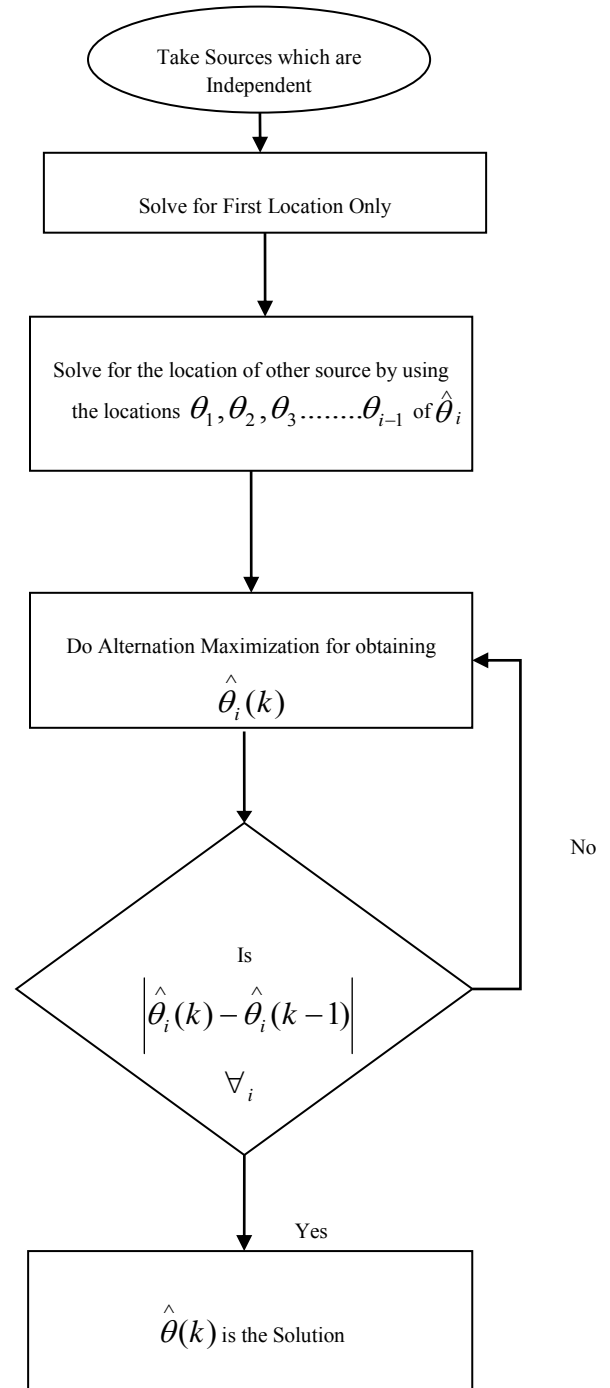 Take Sources which are
Independent
Solve for First Location Only
Solve for the location of other source by using
the locations θ₁, θ₂, θ₃........θᵢ₋₁ of θ̂ᵢ
Do Alternation Maximization for obtaining
θ̂ᵢ(k)
No
Is
|θ̂ᵢ(k) − θ̂ᵢ(k−1)|
∀ᵢ
Yes
θ̂(k) is the Solution